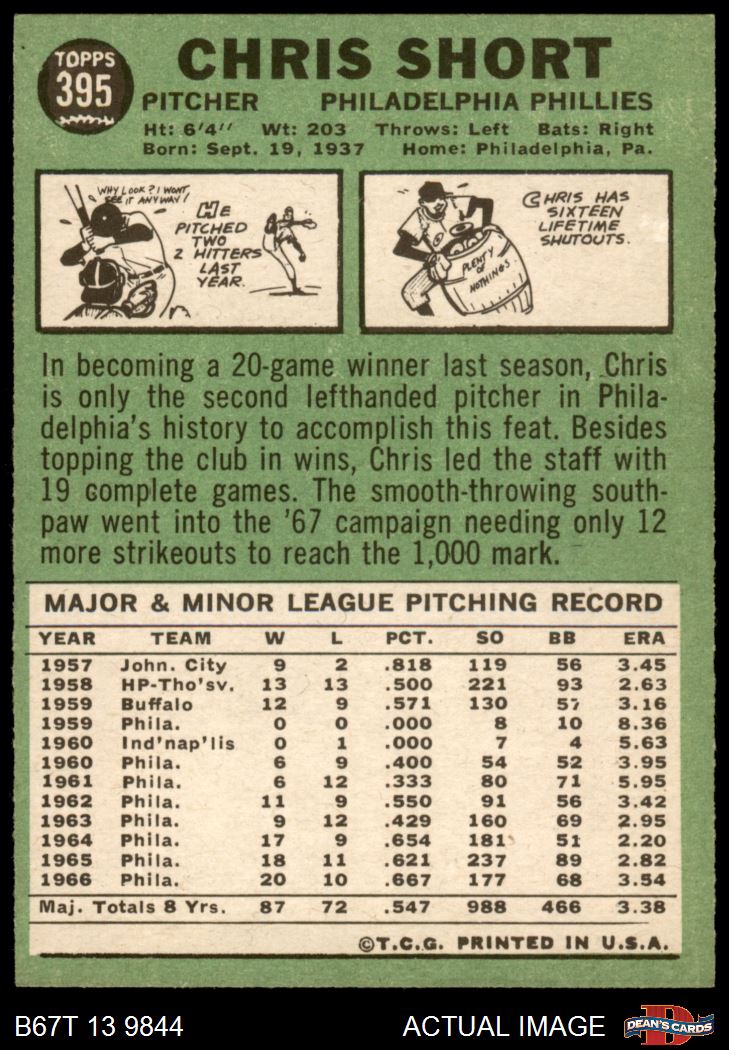 TOPPS
395
CHRIS SHORT
PITCHER PHILADELPHIA PHILLIES
Ht: 6'4'' Wt: 203 Throws: Left Bats: Right
Born: Sept. 19, 1937 Home: Philadelphia, Pa.
WHY LOOK? I WON'T
SEE IT ANYWAY!
HE
PITCHED
TWO
2 HITTERS
LAST
YEAR.
CHRIS HAS
SIXTEEN
LIFETIME
SHUTOUTS.
PLENTY
OF
NOTHINGS
In becoming a 20-game winner last season, Chris
is only the second lefthanded pitcher in Phila-
delphia's history to accomplish this feat. Besides
topping the club in wins, Chris led the staff with
19 complete games. The smooth-throwing south-
paw went into the '67 campaign needing only 12
more strikeouts to reach the 1,000 mark.
MAJOR & MINOR LEAGUE PITCHING RECORD
YEAR TEAM W L PCT. SO BB ERA
1957 John. City 9 2 .818 119 56 3.45
1958 HP-Tho'sv. 13 13 .500 221 93 2.63
1959 Buffalo 12 9 .571 130 57 3.16
1959 Phila. 0 0 .000 8 10 8.36
1960 Ind'nap'lis 0 1 .000 7 4 5.63
1960 Phila. 6 9 .400 54 52 3.95
1961 Phila. 6 12 .333 80 71 5.95
1962 Phila. 11 9 .550 91 56 3.42
1963 Phila. 9 12 .429 160 69 2.95
1964 Phila. 17 9 .654 181 51 2.20
1965 Phila. 18 11 .621 237 89 2.82
1966 Phila. 20 10 .667 177 68 3.54
Maj. Totals 8 Yrs. 87 72 .547 988 466 3.38
©T.C.G. PRINTED IN U.S.A.
B67T 13 9844 ACTUAL IMAGE
DEAN'S CARDS